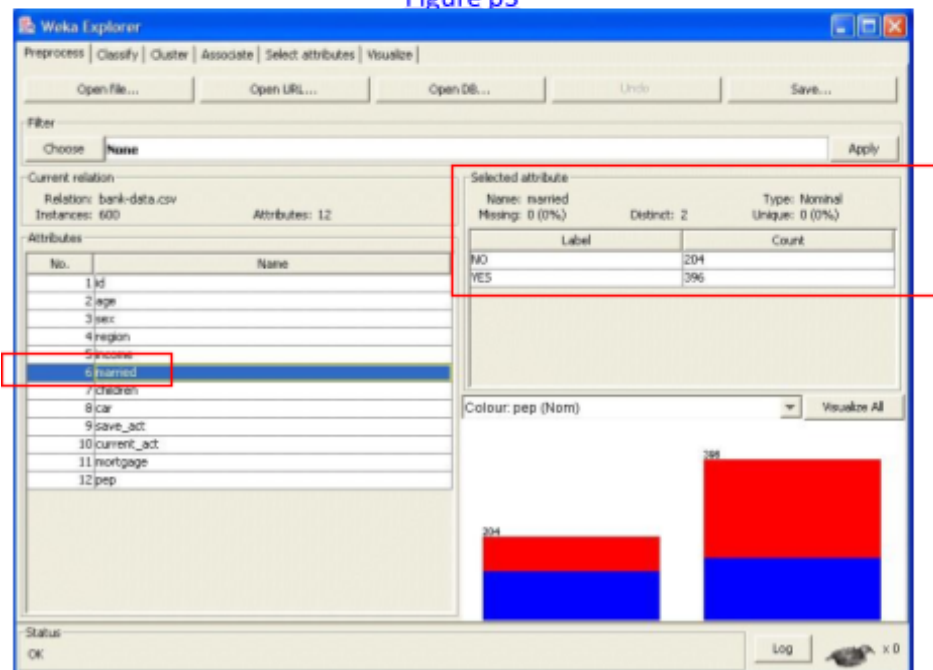 Figure p3
Weka Explorer
Preprocess Classify Cluster Associate Select attributes Visualize
Open file... Open URL... Open DB... Undo Save...
Filter
Choose None Apply
Current relation
Relation: bank-data.csv
Instances: 600 Attributes: 12
Selected attribute
Name: married Type: Nominal
Missing: 0 (0%) Distinct: 2 Unique: 0 (0%)
Label Count
NO 204
YES 396
Attributes
No. Name
1 id
2 age
3 sex
4 region
5 income
6 married
7 children
8 car
9 save_act
10 current_act
11 mortgage
12 pep
Colour: pep (Nom) Visualize All
204
396
Status
OK
Log x 0